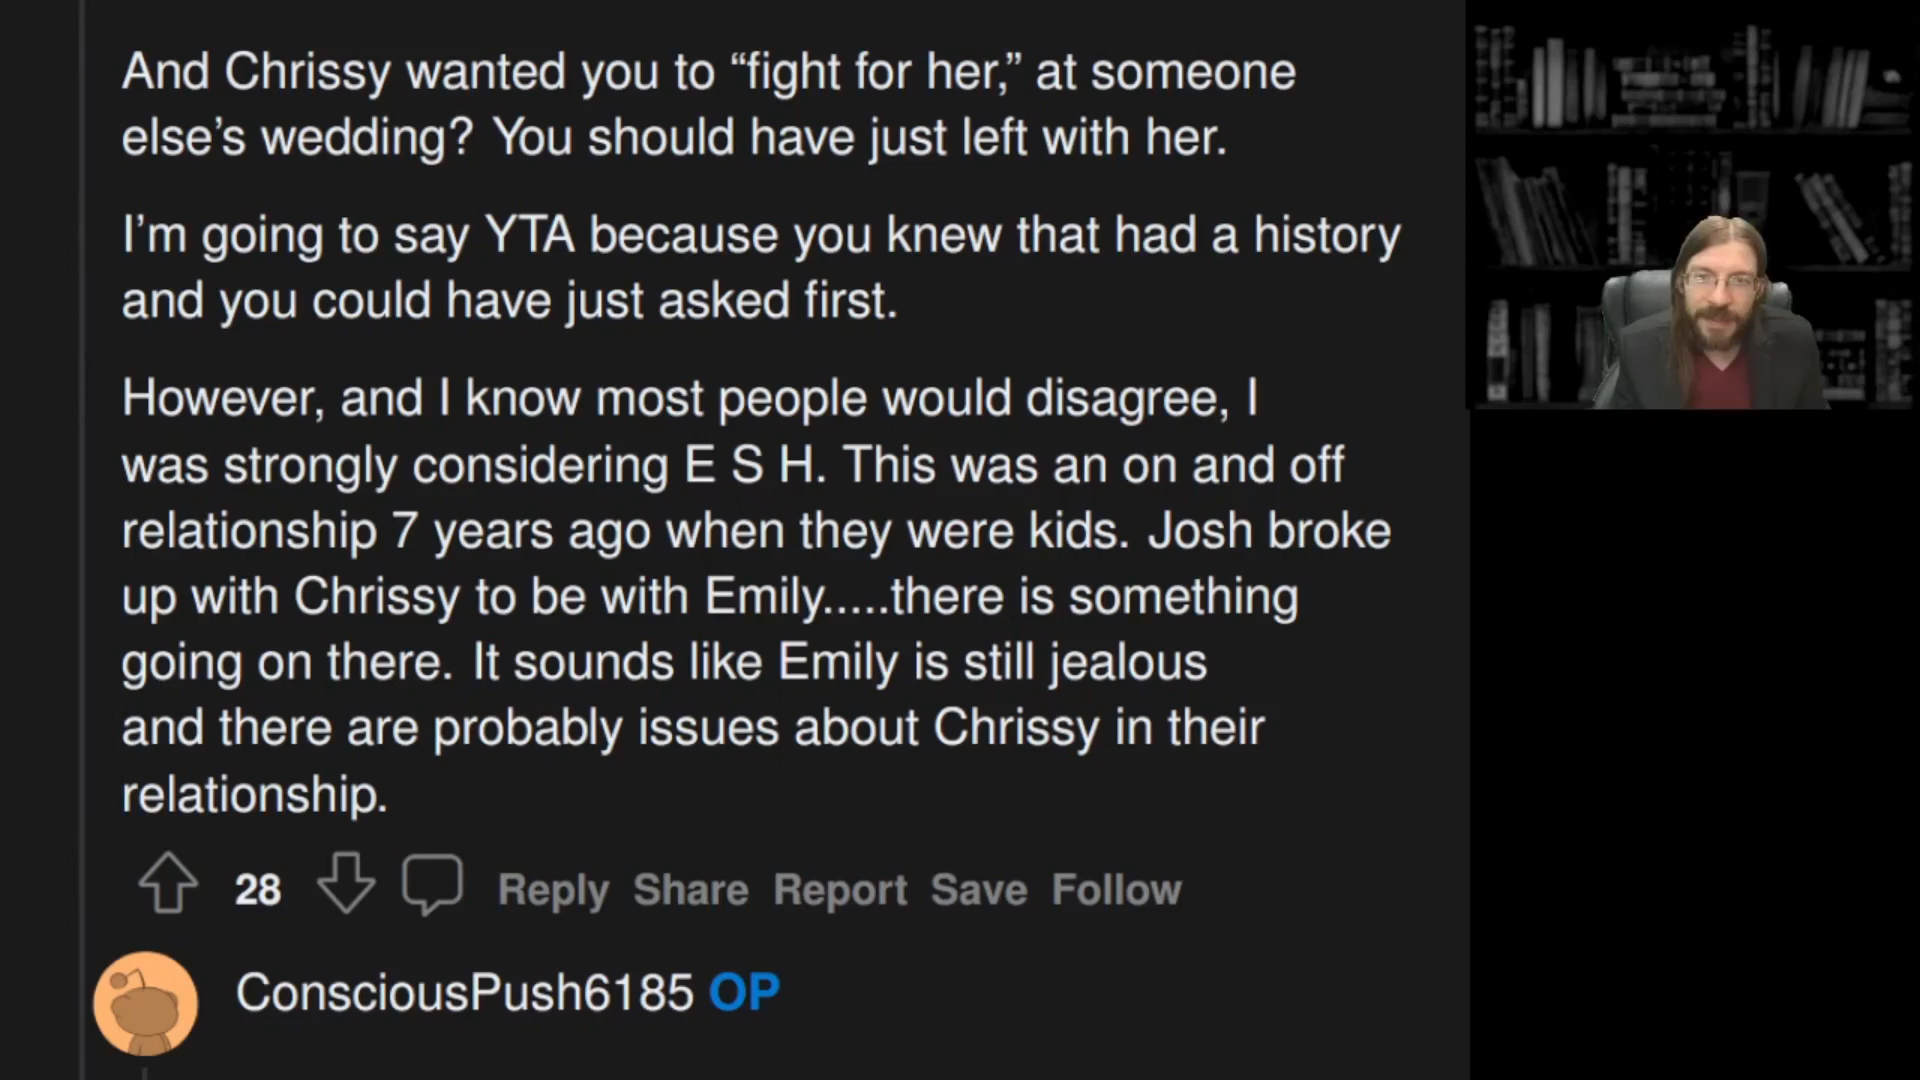 And Chrissy wanted you to “fight for her,” at someone
else’s wedding? You should have just left with her.
I’m going to say YTA because you knew that had a history
and you could have just asked first.
However, and I know most people would disagree, I
was strongly considering E S H. This was an on and off
relationship 7 years ago when they were kids. Josh broke
up with Chrissy to be with Emily.....there is something
going on there. It sounds like Emily is still jealous
and there are probably issues about Chrissy in their
relationship.
28 Reply Share Report Save Follow
ConsciousPush6185 OP